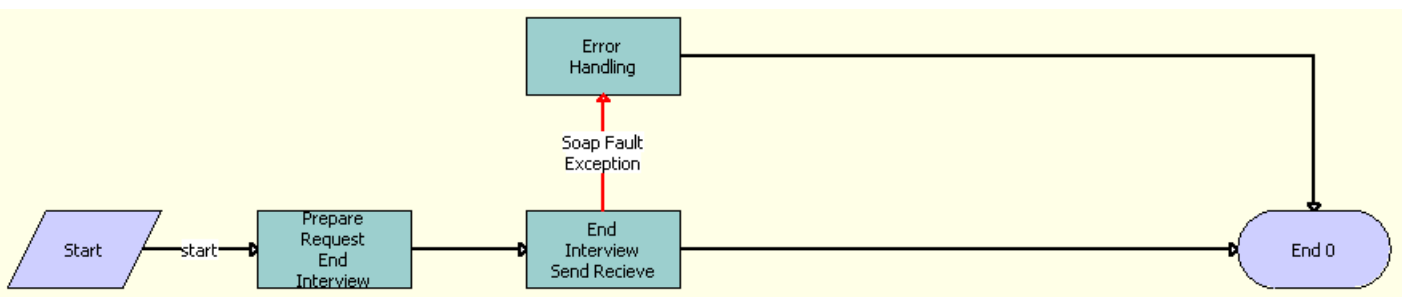 Error
Handling
Soap Fault
Exception
Start
start
Prepare
Request
End
Interview
End
Interview
Send Recieve
End 0